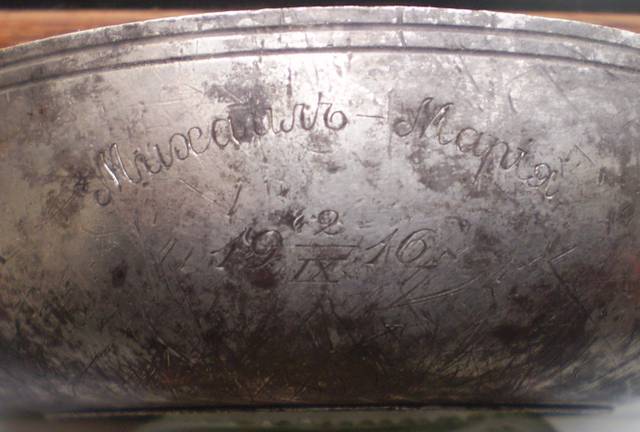 Михаилъ - Марія
19 2/IX 16